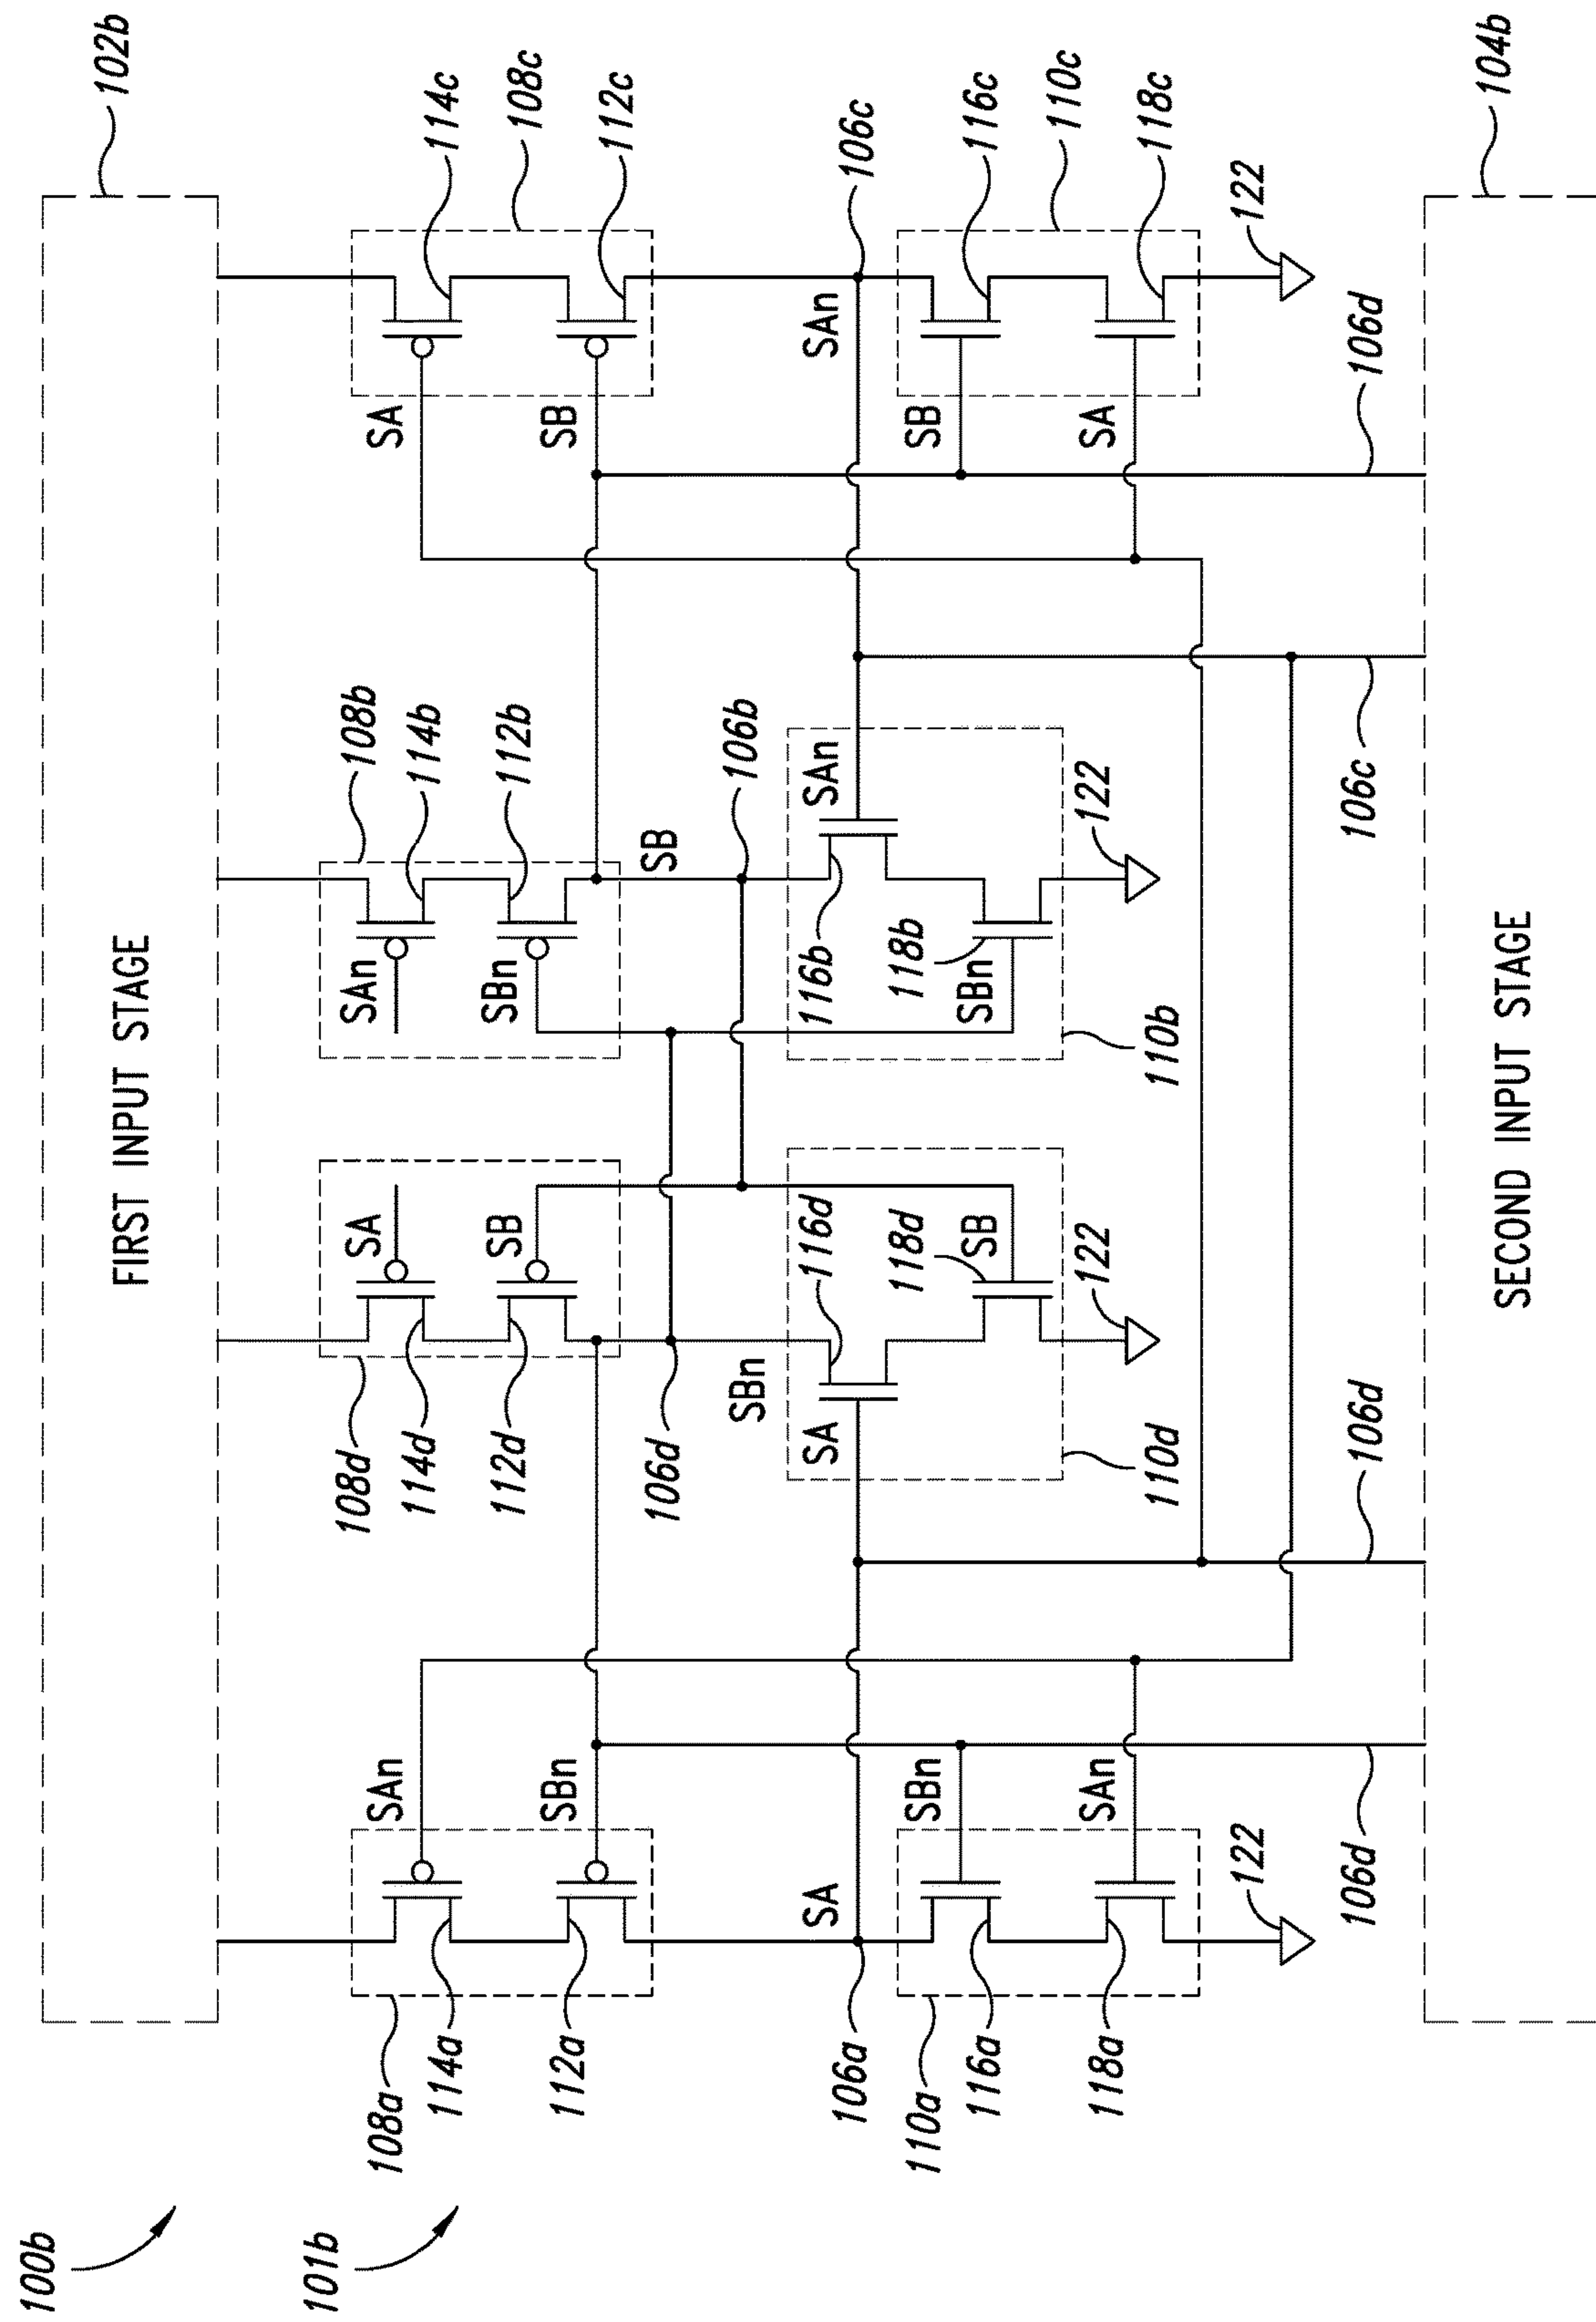 100b
102b
FIRST INPUT STAGE
101b
108a
SAn
108d
SA
SAn
108b
SA
114c
114a
114d
114b
108c
112a
SBn
112d
SB
SBn
112b
SB
112c
106d
SB
106b
SBn
106a
SA
SA
116d
116b
SAn
SAn
106c
110a
SBn
118d
118b
SB
116c
116a
SB
SBn
110c
118a
SAn
122
122
SA
118c
110d
110b
122
122
106d
106d
106c
106d
104b
SECOND INPUT STAGE